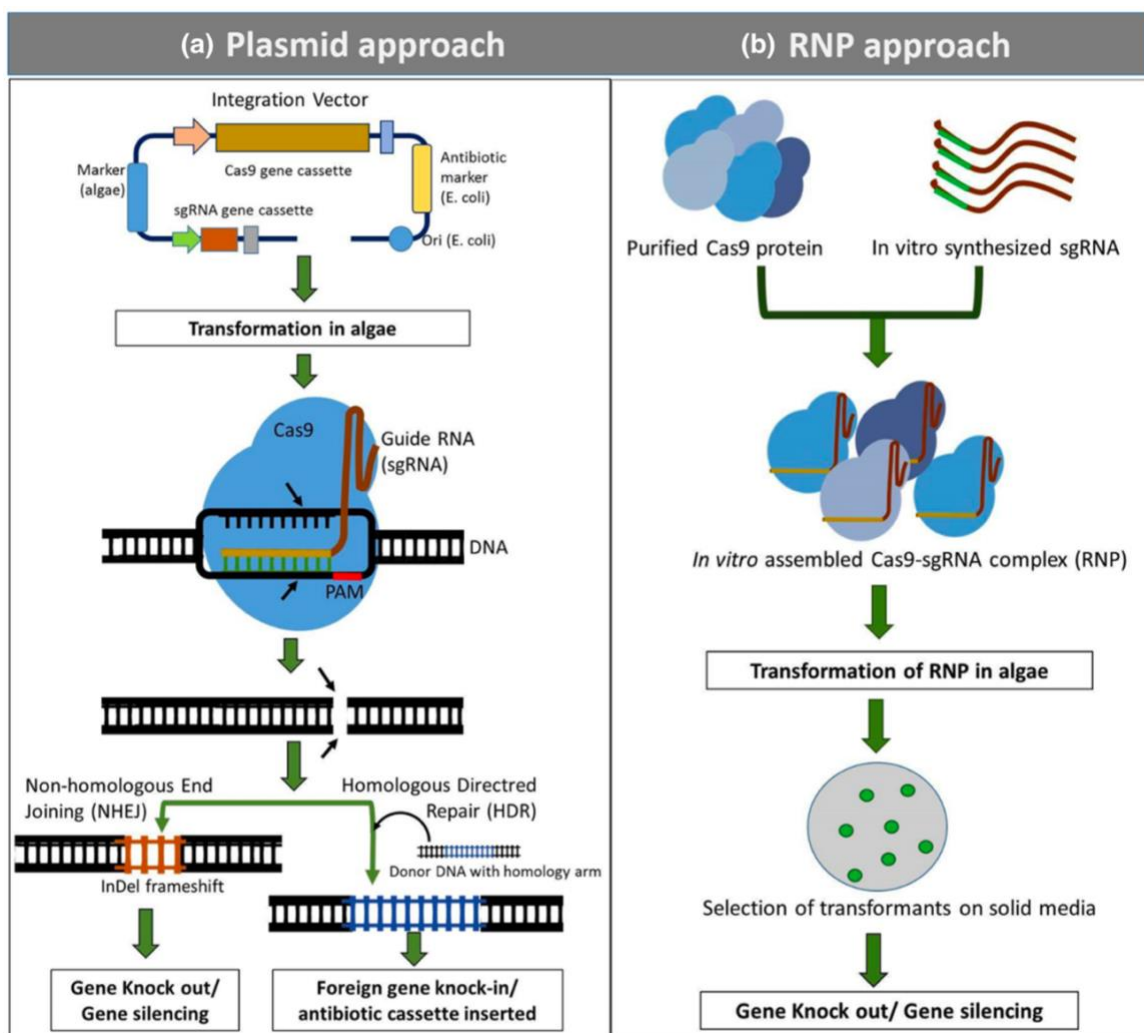 (a) Plasmid approach
(b) RNP approach
Integration Vector
Marker
(algae)
Cas9 gene cassette
Antibiotic
marker
(E. coli)
sgRNA gene cassette
Ori (E. coli)
Transformation in algae
Cas9
Guide RNA
(sgRNA)
DNA
PAM
Non-homologous End
Joining (NHEJ)
Homologous Directred
Repair (HDR)
Donor DNA with homology arm
InDel frameshift
Gene Knock out/
Gene silencing
Foreign gene knock-in/
antibiotic cassette inserted
Purified Cas9 protein
In vitro synthesized sgRNA
In vitro assembled Cas9-sgRNA complex (RNP)
Transformation of RNP in algae
Selection of transformants on solid media
Gene Knock out/ Gene silencing